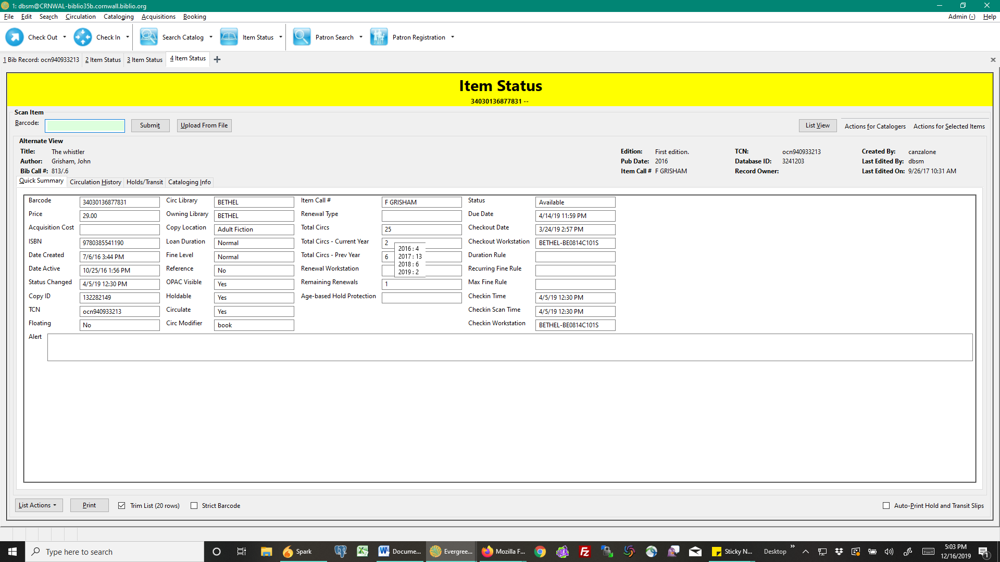 1: dbsm@CRNWAL-biblio35b.cornwall.biblio.org
File Edit Search Circulation Cataloging Acquisitions Booking Admin (-) Help
Check Out Check In Search Catalog Item Status Patron Search Patron Registration
1 Bib Record: ocn940933213 2 Item Status 3 Item Status 4 Item Status
Item Status
34030136877831 --
Scan Item
Barcode: Submit Upload From File List View Actions for Catalogers Actions for Selected Items
Alternate View
Title: The whistler Edition: First edition. TCN: ocn940933213 Created By: canzalone
Author: Grisham, John Pub Date: 2016 Database ID: 3241203 Last Edited By: dbsm
Bib Call #: 813/.6 Item Call # F GRISHAM Record Owner: Last Edited On: 9/26/17 10:31 AM
Quick Summary Circulation History Holds/Transit Cataloging Info
Barcode 34030136877831 Circ Library BETHEL Item Call # F GRISHAM Status Available
Price 29.00 Owning Library BETHEL Renewal Type Due Date 4/14/19 11:59 PM
Acquisition Cost Copy Location Adult Fiction Total Circs 25 Checkout Date 3/24/19 2:57 PM
ISBN 9780385541190 Loan Duration Normal Total Circs - Current Year 2 Checkout Workstation BETHEL-BE0814C101S
2016 : 4
Date Created 7/6/16 3:44 PM Fine Level Normal Total Circs - Prev Year 6 2017 : 13 Duration Rule
2018 : 6
Date Active 10/25/16 1:56 PM Reference No Renewal Workstation 2019 : 2 Recurring Fine Rule
Status Changed 4/5/19 12:30 PM OPAC Visible Yes Remaining Renewals 1 Max Fine Rule
Copy ID 132282149 Holdable Yes Age-based Hold Protection Checkin Time 4/5/19 12:30 PM
TCN ocn940933213 Circulate Yes Checkin Scan Time 4/5/19 12:30 PM
Floating No Circ Modifier book Checkin Workstation BETHEL-BE0814C101S
Alert
List Actions Print Trim List (20 rows) Strict Barcode Auto-Print Hold and Transit Slips
Type here to search Spark Docume... Evergree... Mozilla F... Sticky N... Desktop 5:03 PM
12/16/2019 1